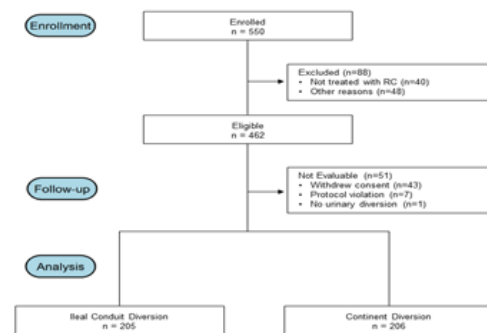 Enrollment
Enrolled
n = 550
Excluded (n=88)
• Not treated with RC(n=40)
• Other reasons (n=48)
Eligible
n = 462
Follow-up
Not Evaluable (n=51)
• Withdrew consent(n=43)
• Protocol violation (n=7)
• No urinary diversion (n=1)
Analysis
Ileal Conduit Diversion
n = 205
Continent Diversion
n = 206